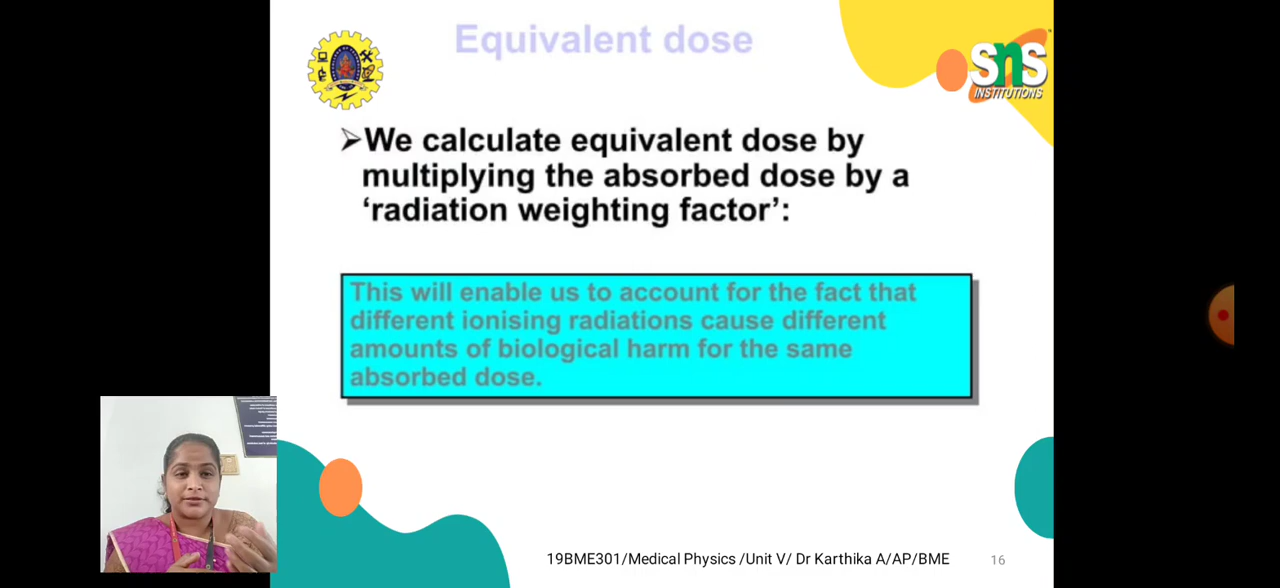 Equivalent dose
SnS
INSTITUTIONS
➢We calculate equivalent dose by
multiplying the absorbed dose by a
‘radiation weighting factor’:
This will enable us to account for the fact that
different ionising radiations cause different
amounts of biological harm for the same
absorbed dose.
19BME301/Medical Physics /Unit V/ Dr Karthika A/AP/BME
16